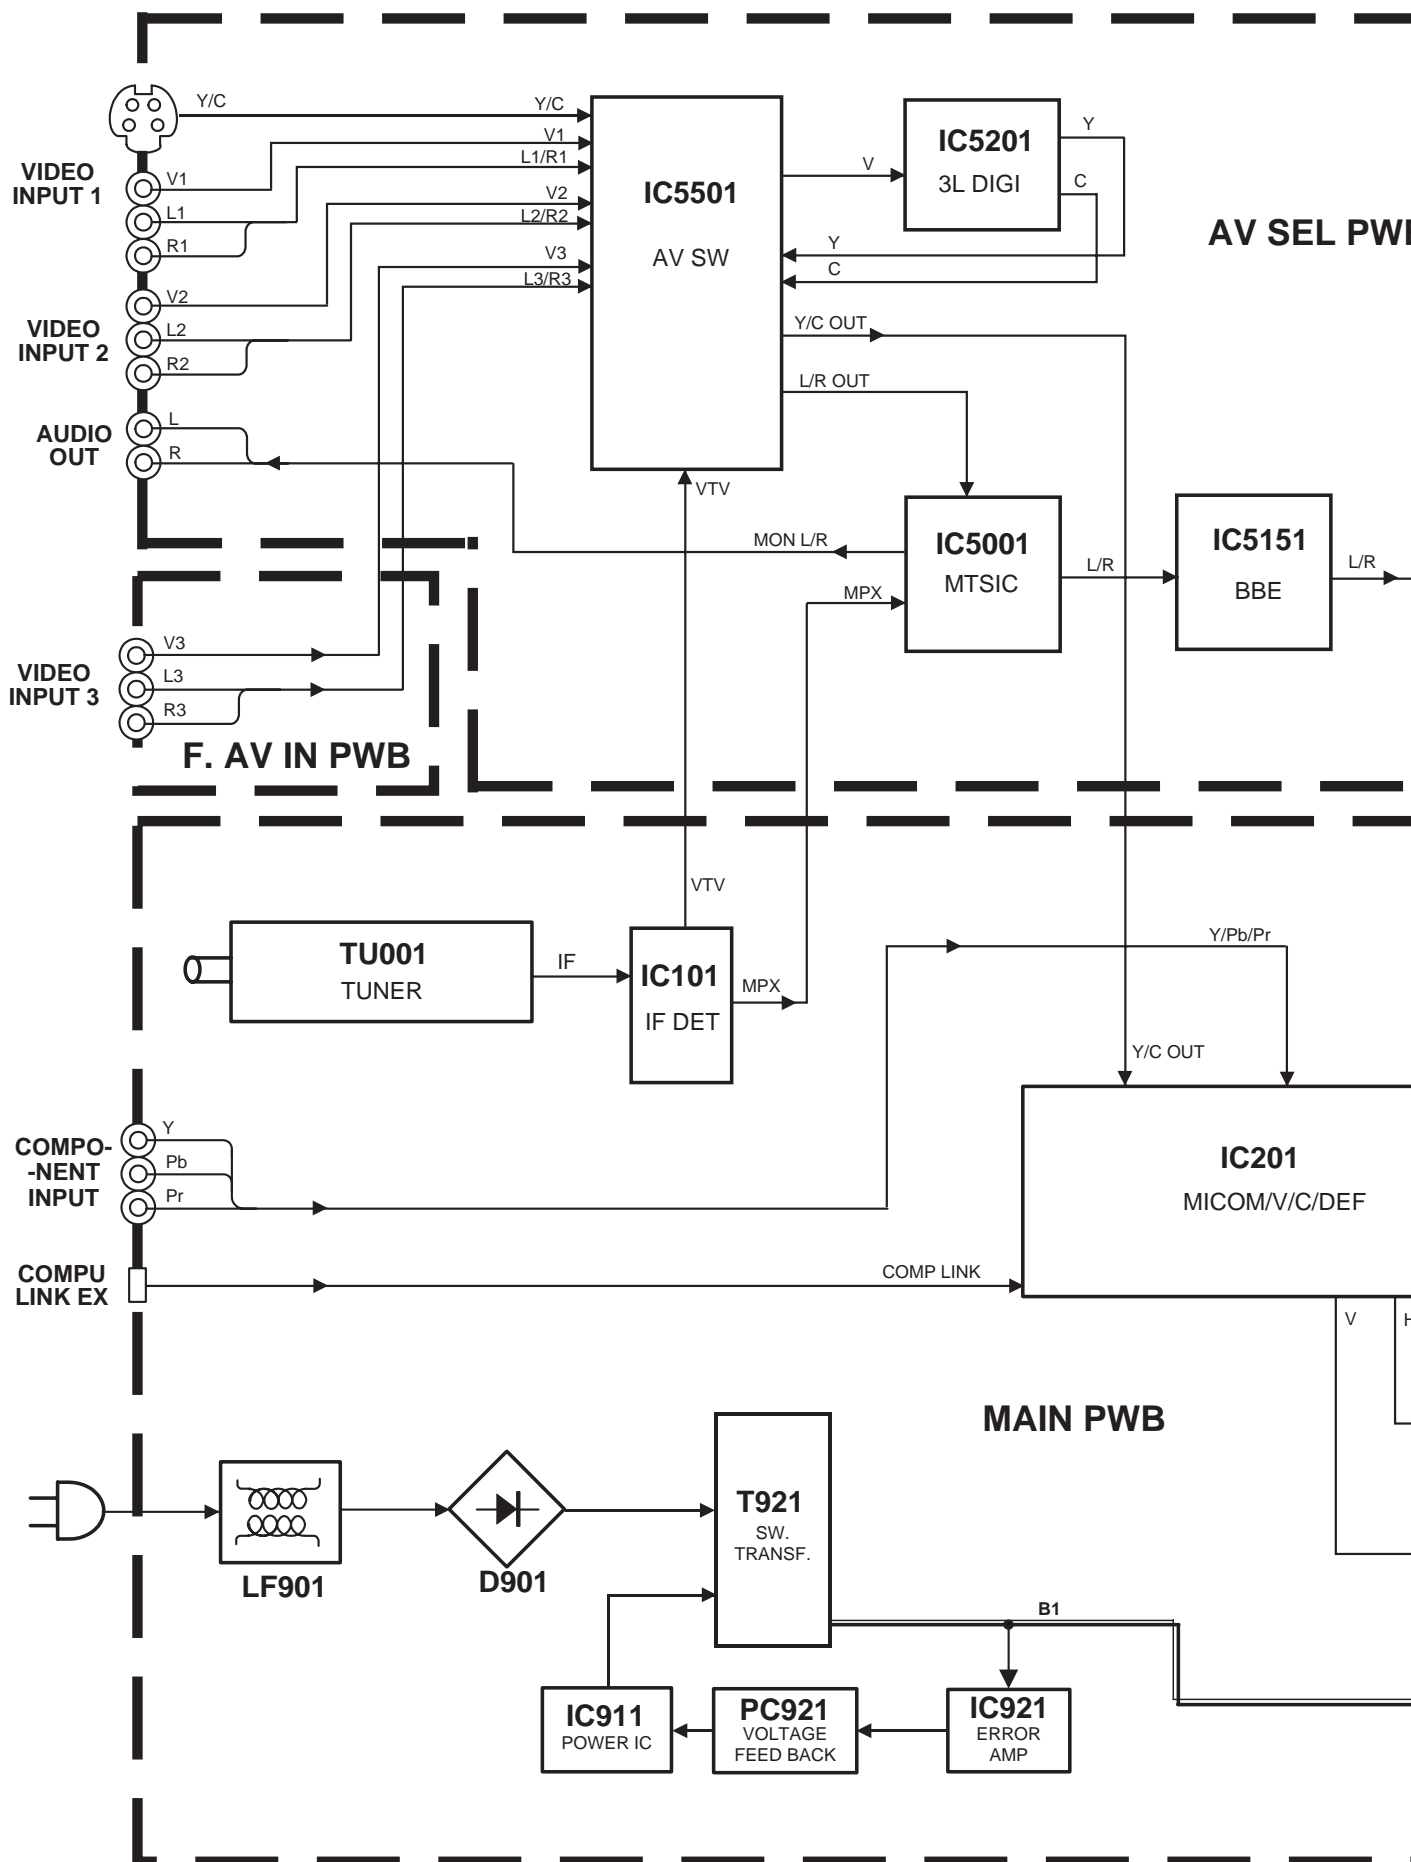 Y/C
Y/C
V1
L1/R1
VIDEO
INPUT 1
V1
L1
R1
V2
L2/R2
V3
L3/R3
IC5501
AV SW
V
IC5201
3L DIGI
Y
C
Y
C
AV SEL PWB
VIDEO
INPUT 2
V2
L2
R2
Y/C OUT
L/R OUT
AUDIO
OUT
L
R
VTV
MON L/R
MPX
IC5001
MTSIC
L/R
IC5151
BBE
L/R
VIDEO
INPUT 3
V3
L3
R3
F. AV IN PWB
VTV
TU001
TUNER
IF
IC101
IF DET
MPX
Y/Pb/Pr
Y/C OUT
COMPO-
-NENT
INPUT
Y
Pb
Pr
IC201
MICOM/V/C/DEF
COMPU
LINK EX
COMP LINK
V
H
MAIN PWB
LF901
D901
T921
SW.
TRANSF.
B1
IC911
POWER IC
PC921
VOLTAGE
FEED BACK
IC921
ERROR
AMP